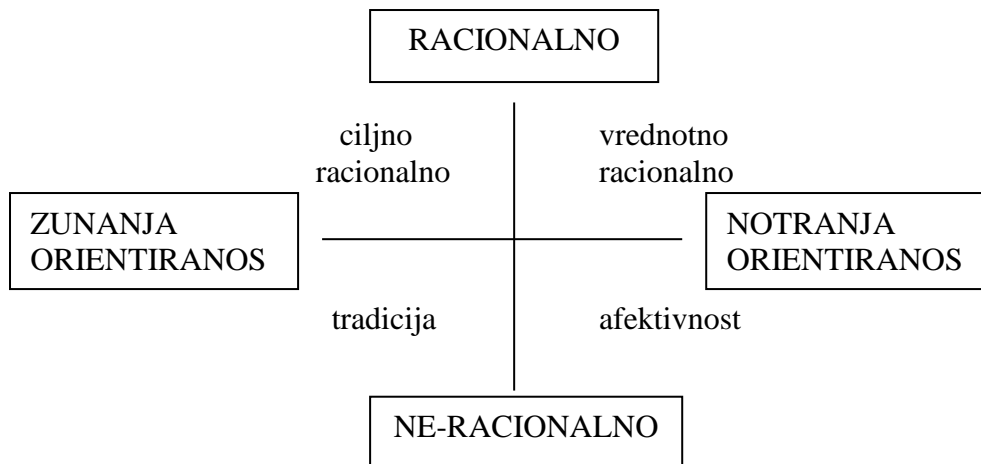 RACIONALNO
ciljno
racionalno
vrednotno
racionalno
ZUNANJA
ORIENTIRANOS
NOTRANJA
ORIENTIRANOS
tradicija
afektivnost
NE-RACIONALNO